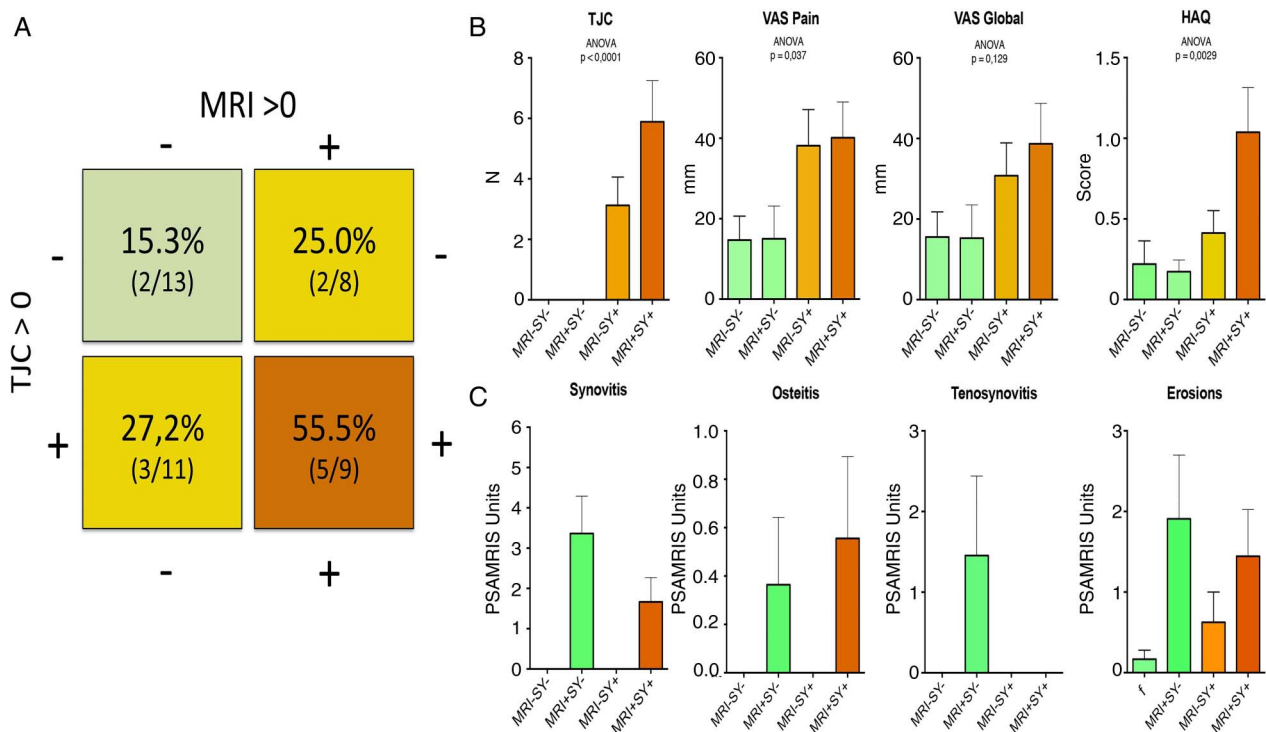 A
MRI >0
- +
TJC > 0
-
15.3%
(2/13)
25.0%
(2/8)
-
+
27,2%
(3/11)
55.5%
(5/9)
+
- +
B
TJC
ANOVA
p < 0,0001
N
8
6
4
2
0
MRI-SY-
MRI+SY-
MRI-SY+
MRI+SY+
VAS Pain
ANOVA
p = 0,037
mm
60
40
20
0
MRI-SY-
MRI+SY-
MRI-SY+
MRI+SY+
VAS Global
ANOVA
p = 0,129
mm
60
40
20
0
MRI-SY-
MRI+SY-
MRI-SY+
MRI+SY+
HAQ
ANOVA
p = 0,0029
Score
1.5
1.0
0.5
0
MRI-SY-
MRI+SY-
MRI-SY+
MRI+SY+
C
Synovitis
PSAMRIS Units
6
5
4
3
2
1
0
MRI-SY-
MRI+SY-
MRI-SY+
MRI+SY+
Osteitis
PSAMRIS Units
1.0
0.8
0.6
0.4
0.2
0.0
MRI-SY-
MRI+SY-
MRI-SY+
MRI+SY+
Tenosynovitis
PSAMRIS Units
3
2
1
0
MRI-SY-
MRI+SY-
MRI-SY+
MRI+SY+
Erosions
PSAMRIS Units
3
2
1
0
f
MRI+SY-
MRI-SY+
MRI+SY+